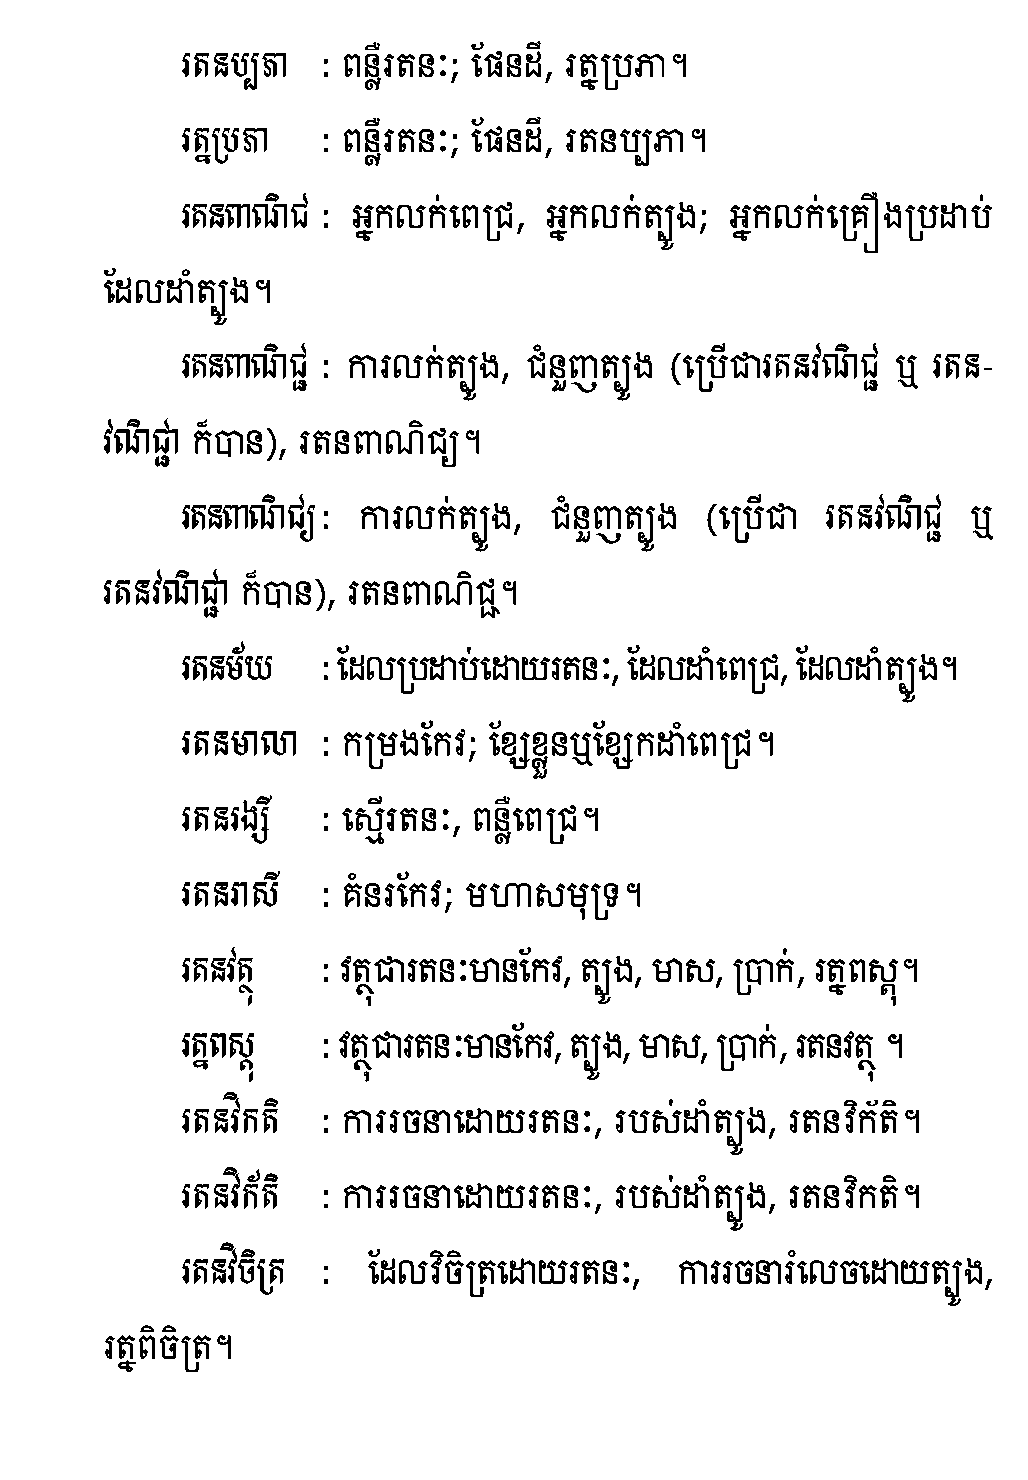 រតនប្បភា : ពន្លឺរតនៈ; ផែនដី, រត្នប្រភា។
រត្នប្រភា : ពន្លឺរតនៈ; ផែនដី, រតនប្បភា។
រតនពាណិជ : អ្នកលក់ពេជ្រ, អ្នកលក់ត្បូង; អ្នកលក់គ្រឿងប្រដាប់
ដែលដាំត្បូង។
រតនពាណិជ្ជ : ការលក់ត្បូង, ជំនួញត្បូង (ប្រើជារតនវណិជ្ជ ឬ រតន-
វណិជ្ជា ក៏បាន), រតនពាណិជ្យ។
រតនពាណិជ្យ : ការលក់ត្បូង, ជំនួញត្បូង (ប្រើជា រតនវណិជ្ជ ឬ
រតនវណិជ្ជា ក៏បាន), រតនពាណិជ្ជ។
រតនម័យ : ដែលប្រដាប់ដោយរតនៈ, ដែលដាំពេជ្រ, ដែលដាំត្បូង។
រតនមាលា : កម្រងកែវ; ខ្សែខ្លួនឬខ្សែកដាំពេជ្រ។
រតនរង្សី : ស្មើរតនៈ, ពន្លឺពេជ្រ។
រតនរាសី : គំនរកែវ; មហាសមុទ្រ។
រតនវត្ថុ : វត្ថុជារតនៈមានកែវ, ត្បូង, មាស, ប្រាក់, រត្នពស្តុ។
រត្នពស្តុ : វត្ថុជារតនៈមានកែវ, ត្បូង, មាស, ប្រាក់, រតនវត្ថុ ។
រតនវិកតិ : ការរចនាដោយរតនៈ, របស់ដាំត្បូង, រតនវិក័តិ។
រតនវិក័តិ : ការរចនាដោយរតនៈ, របស់ដាំត្បូង, រតនវិកតិ។
រតនវិចិត្រ : ដែលវិចិត្រដោយរតនៈ, ការរចនារំលេចដោយត្បូង,
រត្នពិចិត្រ។